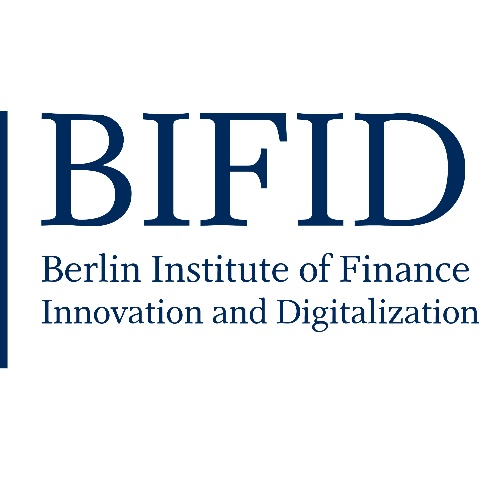 BIFID
Berlin Institute of Finance
Innovation and Digitalization